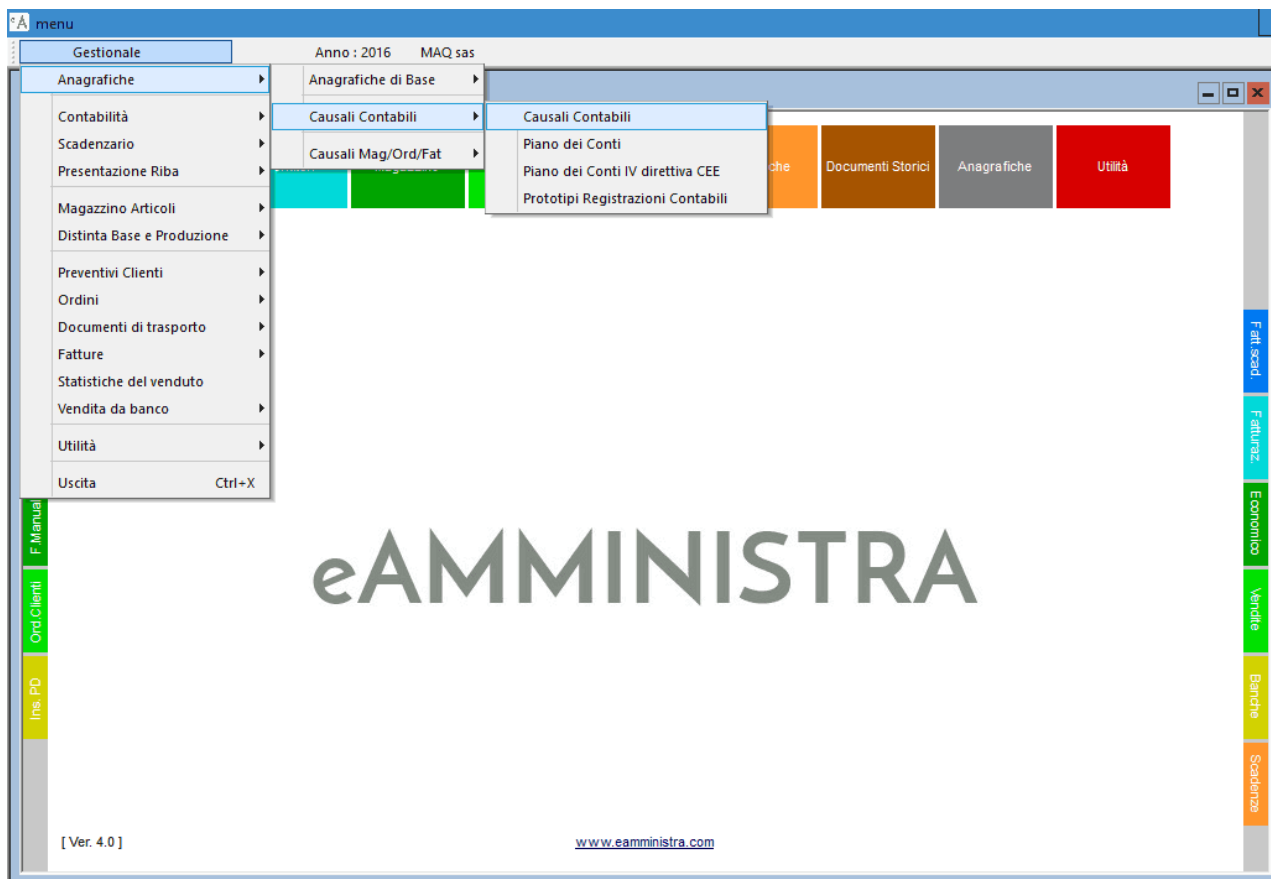 eA menu
Gestionale Anno : 2016 MAQ sas
Anagrafiche
Contabilità
Scadenzario
Presentazione Riba
Magazzino Articoli
Distinta Base e Produzione
Preventivi Clienti
Ordini
Documenti di trasporto
Fatture
Statistiche del venduto
Vendita da banco
Utilità
Uscita Ctrl+X
Anagrafiche di Base
Causali Contabili
Causali Mag/Ord/Fat
Causali Contabili
Piano dei Conti
Piano dei Conti IV direttiva CEE
Prototipi Registrazioni Contabili
Documenti Storici
Anagrafiche
Utilità
F.Manual
Ord.Clienti
Ins. PD
Fatt.scad.
Fatturaz.
Economico
Vendite
Banche
Scadenze
eAMMINISTRA
[ Ver. 4.0 ]
www.eamministra.com